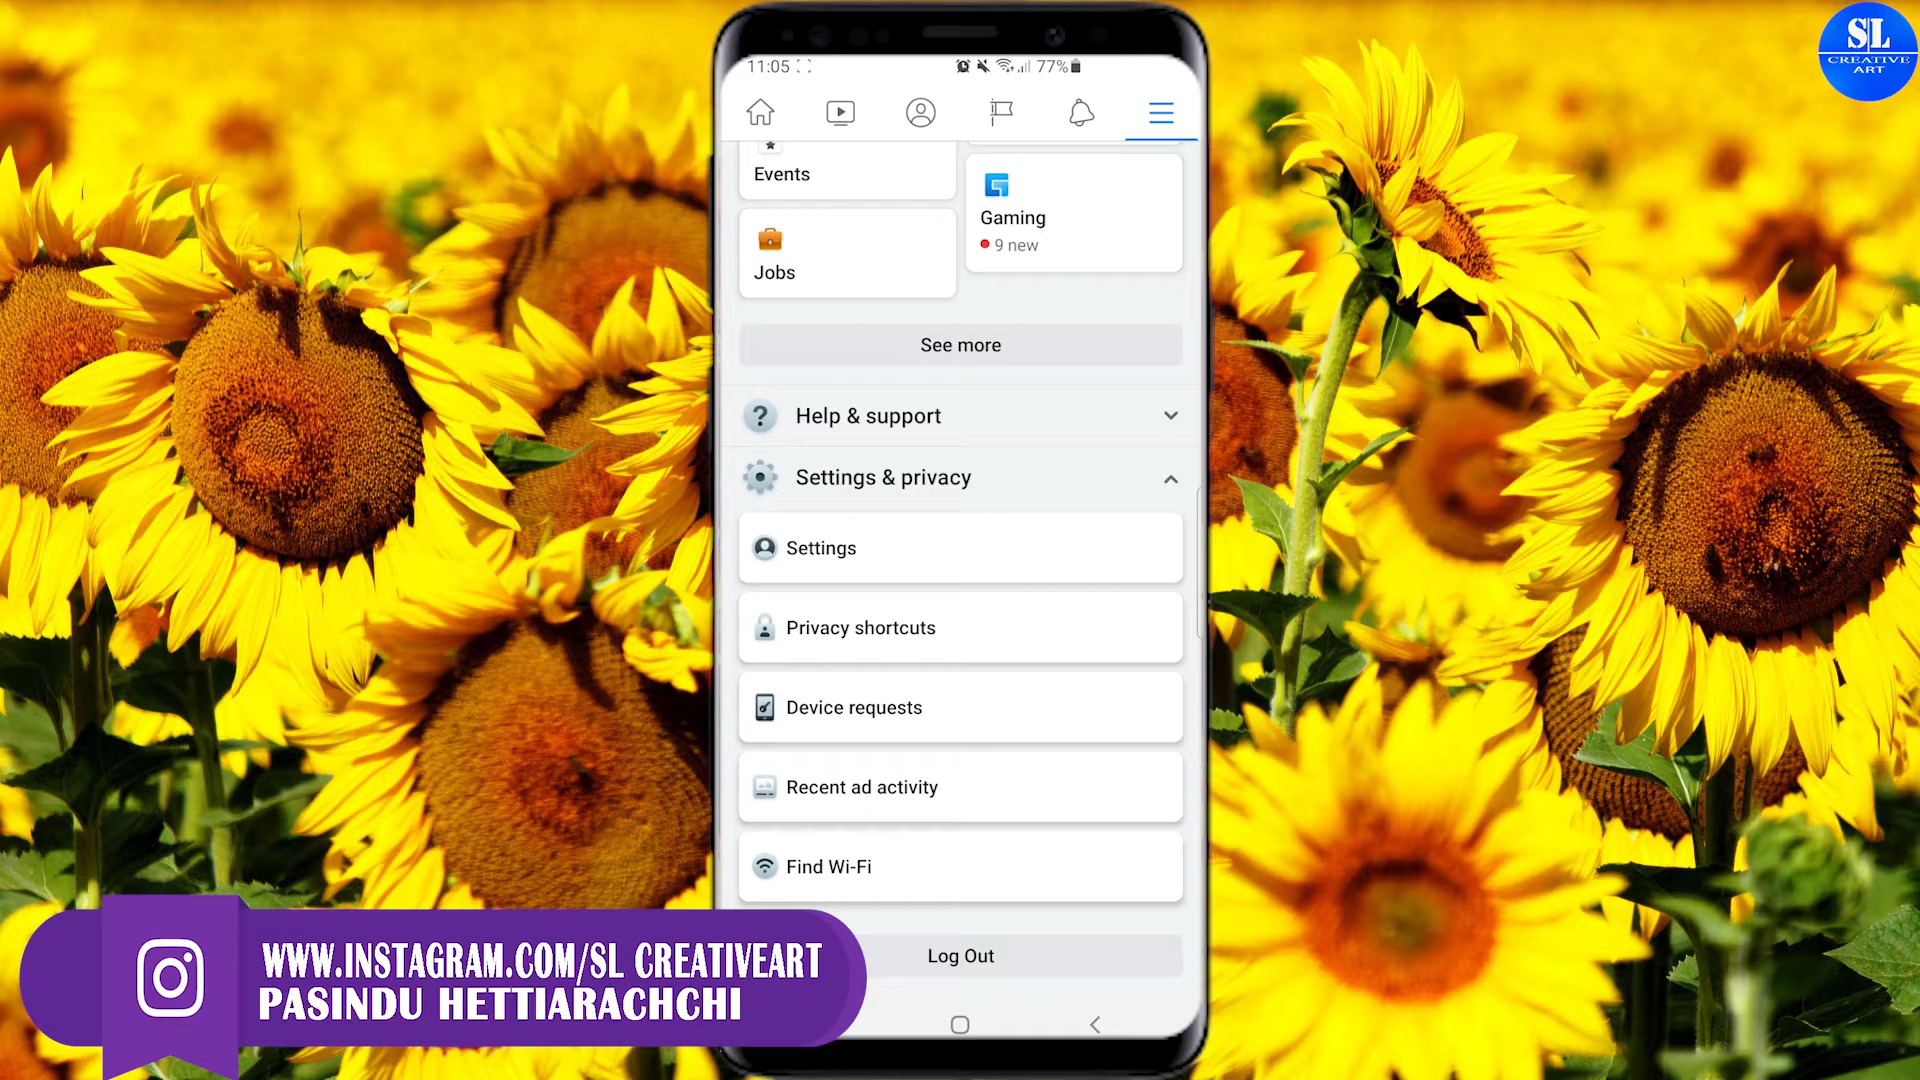 SL
CREATIVE
ART
11:05
77%
Events
Gaming
9 new
Jobs
See more
Help & support
Settings & privacy
Settings
Privacy shortcuts
Device requests
Recent ad activity
Find Wi-Fi
Log Out
WWW.INSTAGRAM.COM/SL CREATIVEART
PASINDU HETTIARACHCHI